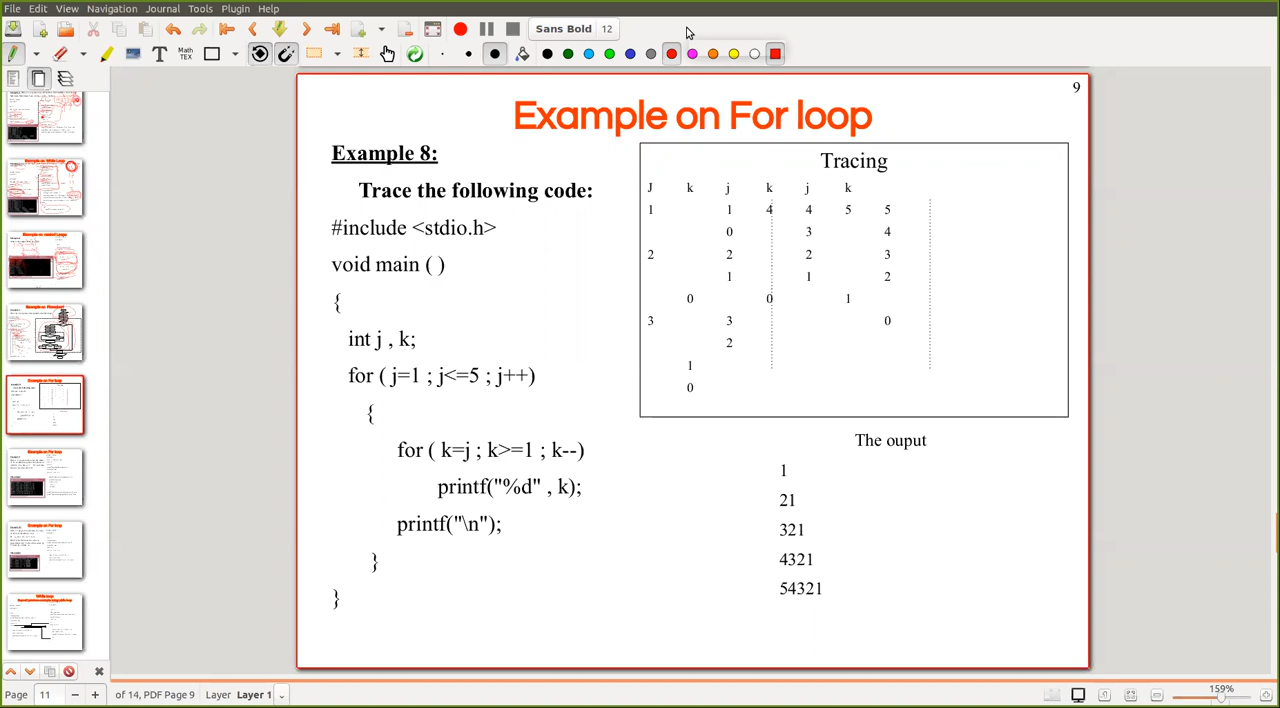 File Edit View Navigation Journal Tools Plugin Help
Sans Bold 12
Math
TEX
9
Example on For loop
Example 8:
Trace the following code:
#include <stdio.h>
void main ( )
{
int j , k;
for ( j=1 ; j<=5 ; j++)
{
for ( k=j ; k>=1 ; k--)
printf("%d" , k);
printf("\n");
}
}
Tracing
J k j k j k
1 1 4 4 5 5
0 3 4
2 2 2 3
1 1 2
0 0 1
3 3 0
2
1
0
The ouput
1
21
321
4321
54321
Page 11 of 14, PDF Page 9 Layer Layer 1
159%